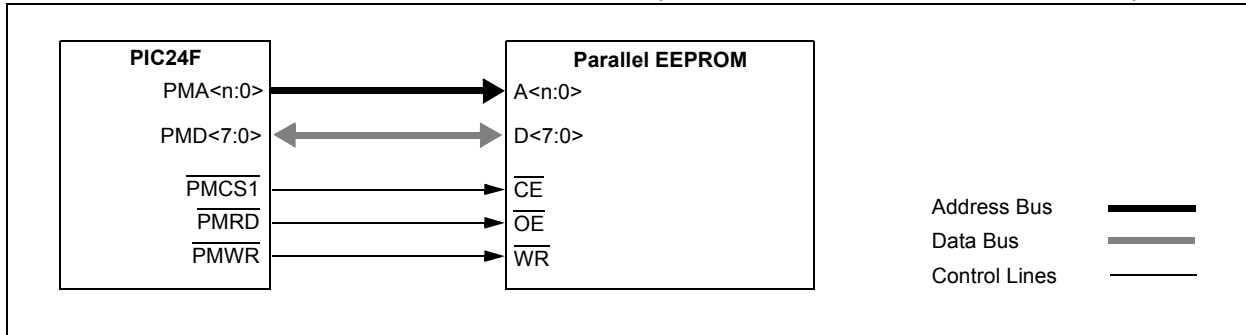 PIC24F
Parallel EEPROM
PMA<n:0>
A<n:0>
PMD<7:0>
D<7:0>
PMCS1
CE
PMRD
OE
PMWR
WR
Address Bus
Data Bus
Control Lines